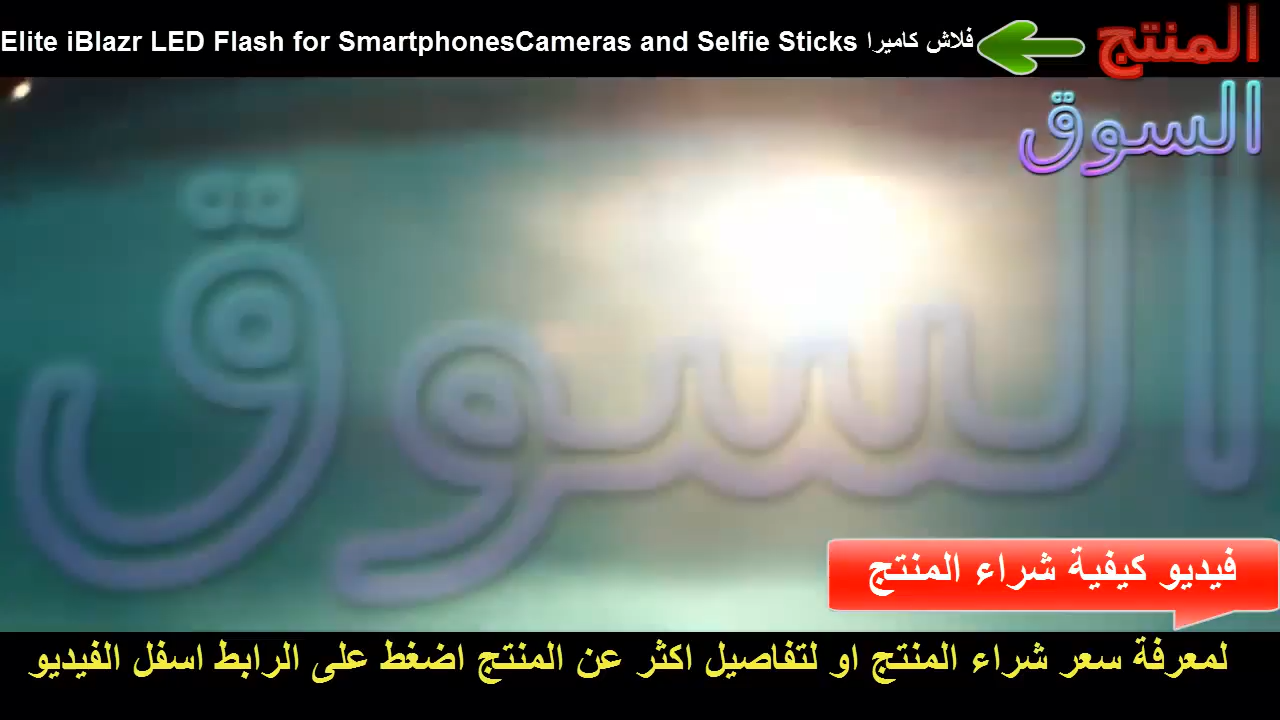 المنتج
Elite iBlazr LED Flash for SmartphonesCameras and Selfie Sticks فلاش كاميرا
السوق
السوق
فيديو كيفية شراء المنتج
لمعرفة سعر شراء المنتج او لتفاصيل اكثر عن المنتج اضغط على الرابط اسفل الفيديو